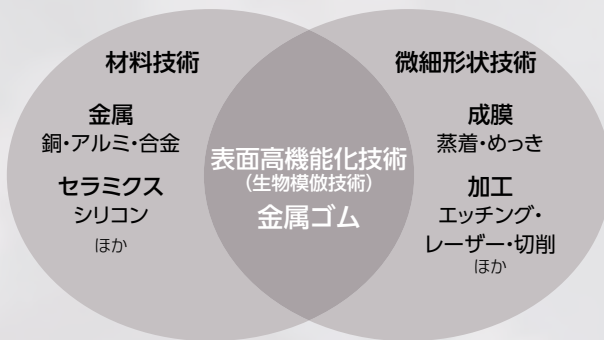 材料技術
金属
銅・アルミ・合金
セラミクス
シリコン
ほか
表面高機能化技術
（生物模倣技術）
金属ゴム
微細形状技術
成膜
蒸着・めっき
加工
エッチング・
レーザー・切削
ほか